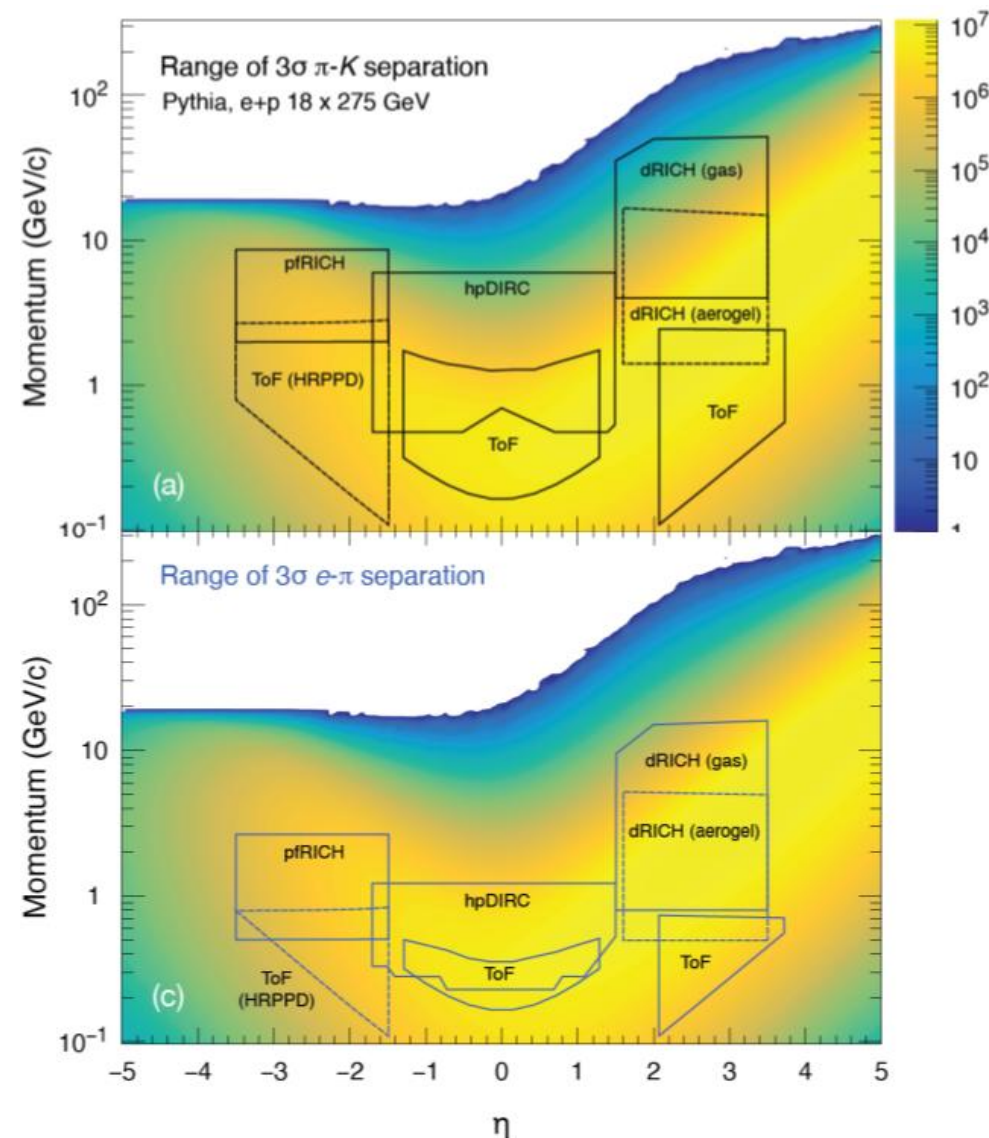 Range of 3σ π-K separation
Pythia, e+p 18 x 275 GeV
Momentum (GeV/c)
10²
10
1
10⁻¹
pfRICH
ToF (HRPPD)
hpDIRC
ToF
dRICH (gas)
dRICH (aerogel)
ToF
(a)
10⁷
10⁶
10⁵
10⁴
10³
10²
10
1
Range of 3σ e-π separation
Momentum (GeV/c)
10²
10
1
10⁻¹
pfRICH
ToF
(HRPPD)
hpDIRC
ToF
dRICH (gas)
dRICH (aerogel)
ToF
(c)
−5 −4 −3 −2 −1 0 1 2 3 4 5
η